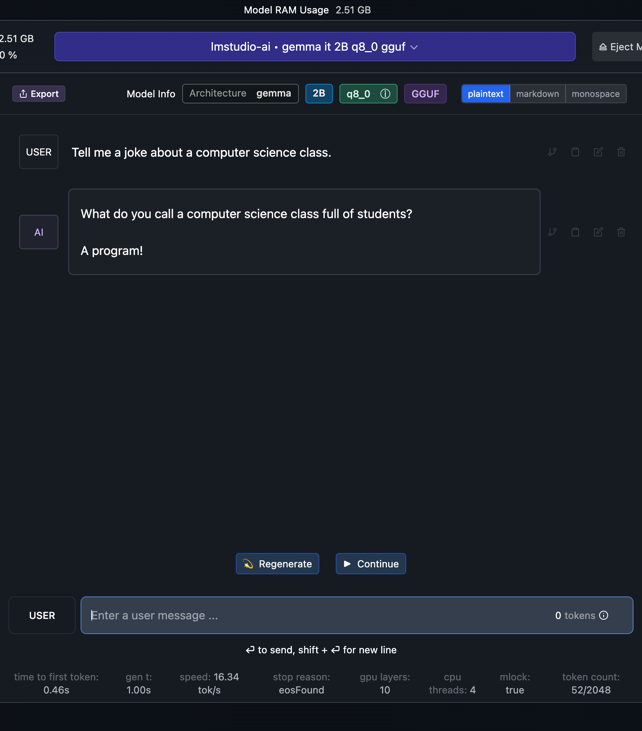 Model RAM Usage 2.51 GB
2.51 GB
0 %
lmstudio-ai • gemma it 2B q8_0 gguf
Eject M
Export
Model Info Architecture gemma 2B q8_0 GGUF plaintext markdown monospace
USER Tell me a joke about a computer science class.
What do you call a computer science class full of students?
AI
A program!
Regenerate Continue
USER Enter a user message ... 0 tokens
⏎ to send, shift + ⏎ for new line
time to first token: gen t: speed: 16.34 stop reason: gpu layers: cpu mlock: token count:
0.46s 1.00s tok/s eosFound 10 threads: 4 true 52/2048